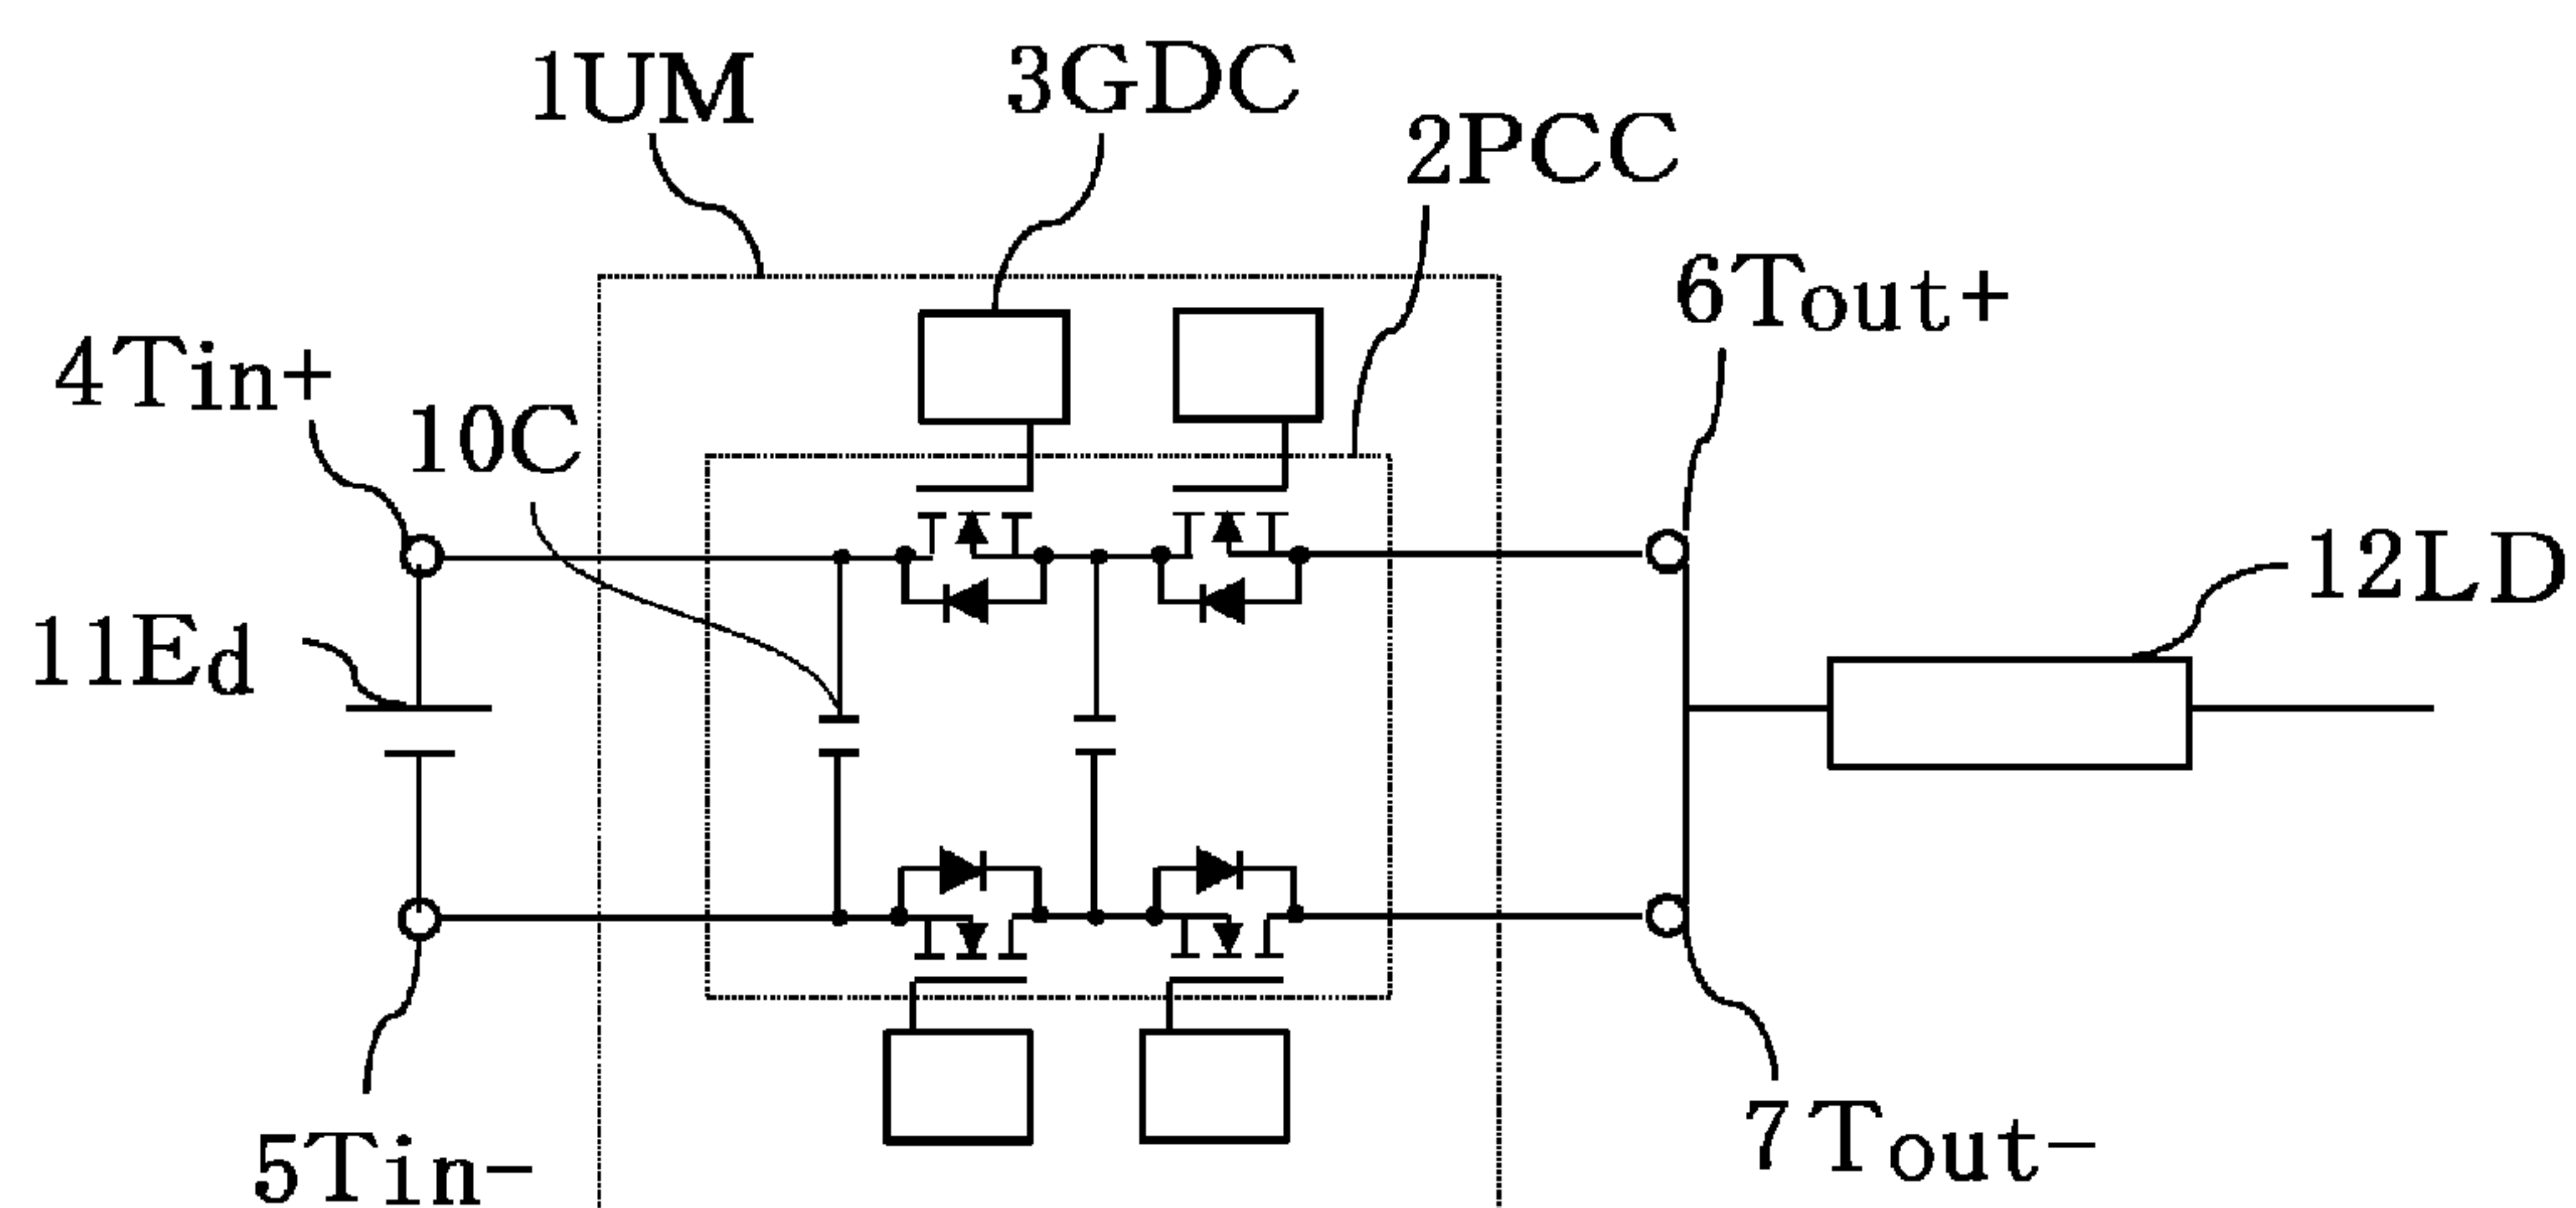 1UM
3GDC
2PCC
6Tout+
4Tin+
10C
12LD
11Ed
5Tin-
7Tout-